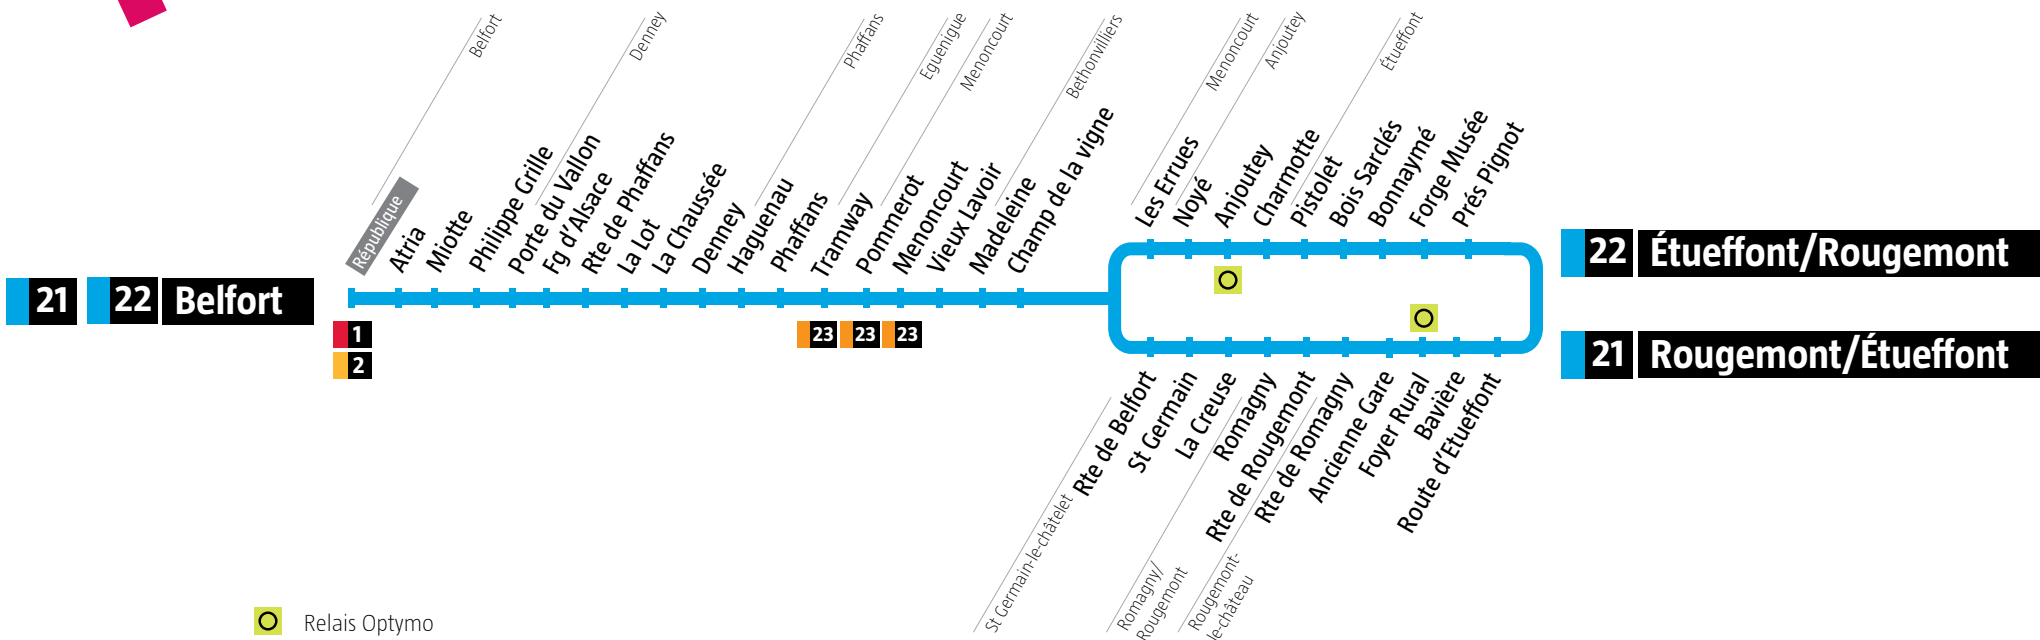 Belfort
Denney
Phaffans
Eguenigue
Menoncourt
Bethonvilliers
Menoncourt
Anjoutey
Étueffont
République
Atria
Miotte
Philippe Grille
Porte du Vallon
Fg d'Alsace
Rte de Phaffans
La Lot
La Chaussée
Denney
Haguenau
Phaffans
Tramway
Pommerot
Menoncourt
Vieux Lavoir
Madeleine
Champ de la vigne
Les Errues
Noyé
Anjoutey
Charmotte
Pistolet
Bois Sardés
Bonnaymé
Forge Musée
Prés Pignot
22 Étueffont/Rougemont
21 22 Belfort
1
2
23 23 23
21 Rougemont/Étueffont
Rte de Belfort
St Germain
La Creuse
Romagny
Rte de Rougemont
Rte de Romagny
Ancienne Gare
Foyer Rural
Bavière
Route d'Etueffont
St Germain-le-châtelet
Romagny/
Rougemont
Rougemont-
le-château
Relais Optymo